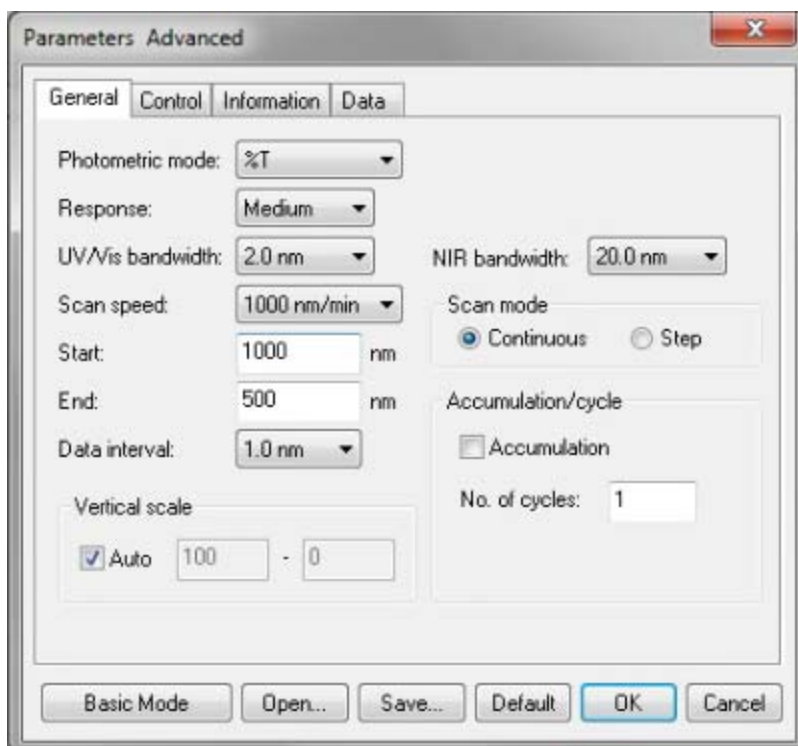 Parameters Advanced
General Control Information Data
Photometric mode: %T
Response: Medium
UV/Vis bandwidth: 2.0 nm NIR bandwidth: 20.0 nm
Scan speed: 1000 nm/min Scan mode
Continuous Step
Start: 1000 nm
End: 500 nm Accumulation/cycle
Data interval: 1.0 nm Accumulation
No. of cycles: 1
Vertical scale
Auto 100 - 0
Basic Mode Open... Save... Default OK Cancel